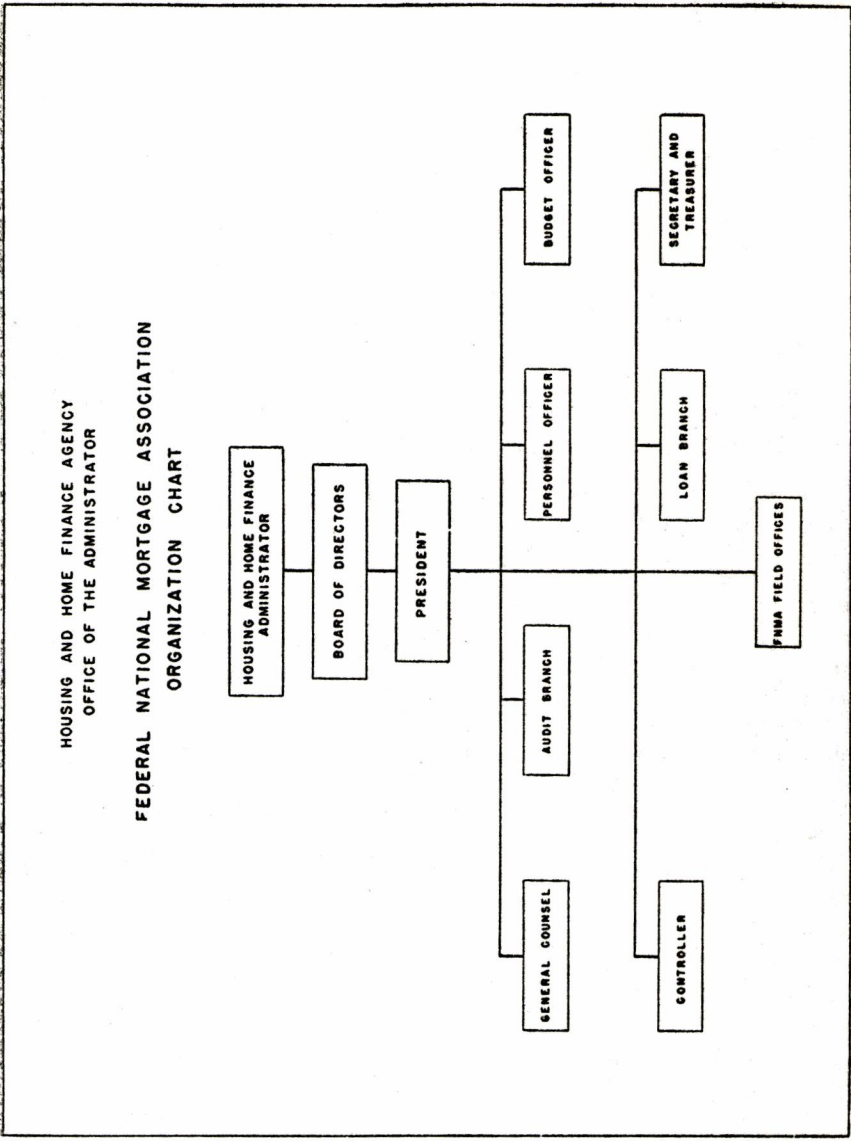 HOUSING AND HOME FINANCE AGENCY
OFFICE OF THE ADMINISTRATOR
FEDERAL NATIONAL MORTGAGE ASSOCIATION
ORGANIZATION CHART
HOUSING AND HOME FINANCE
ADMINISTRATOR
BOARD OF DIRECTORS
PRESIDENT
GENERAL COUNSEL
AUDIT BRANCH
PERSONNEL OFFICER
BUDGET OFFICER
CONTROLLER
LOAN BRANCH
SECRETARY AND
TREASURER
FNMA FIELD OFFICES